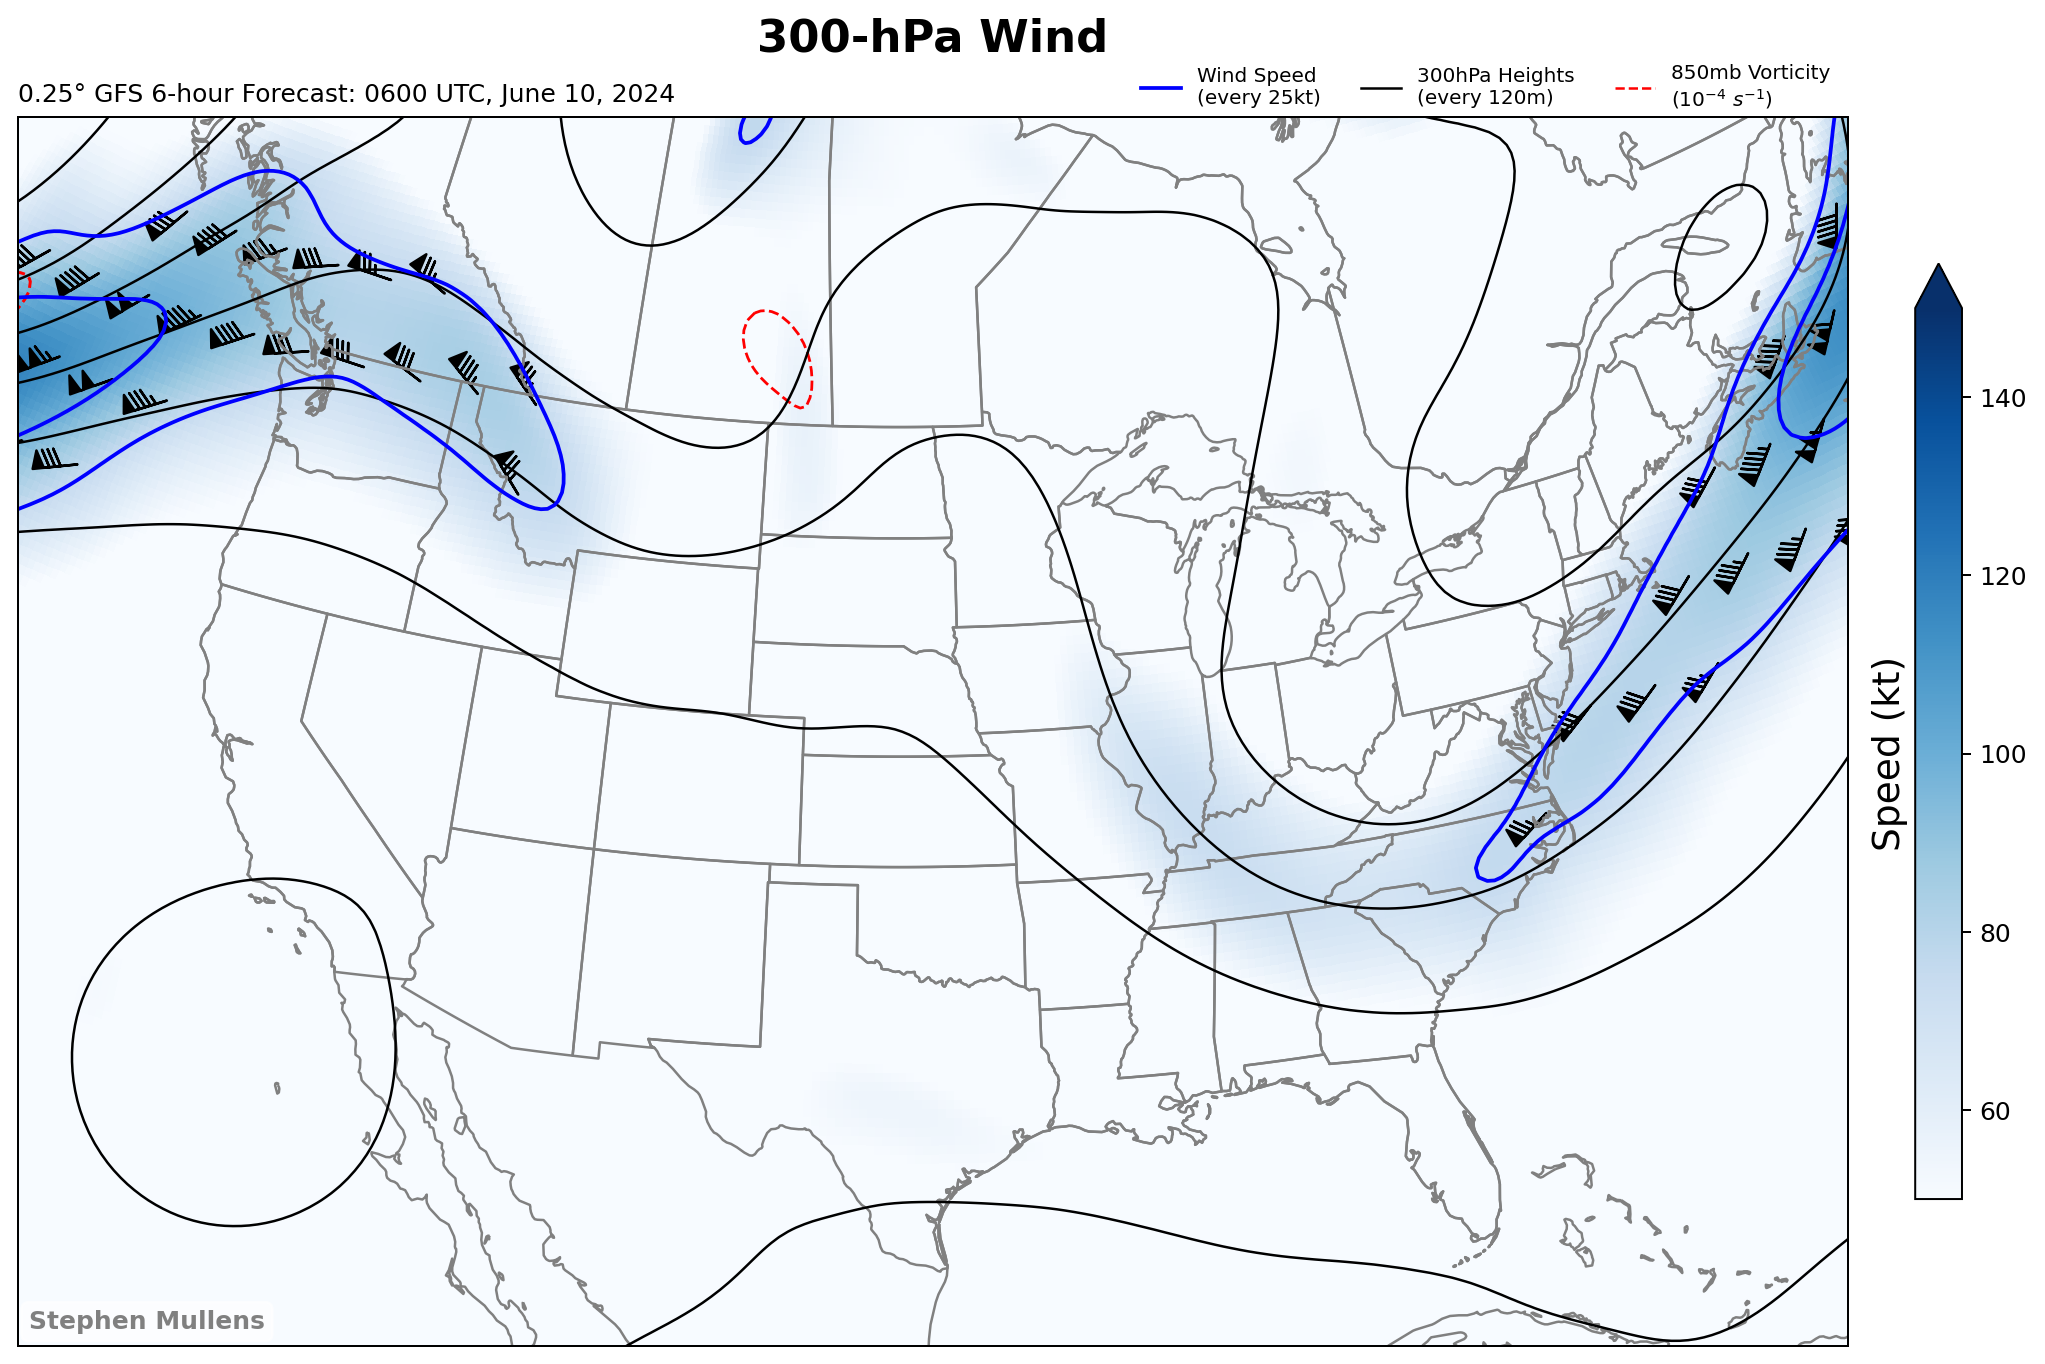 300-hPa Wind
0.25° GFS 6-hour Forecast: 0600 UTC, June 10, 2024
Wind Speed
(every 25kt)
300hPa Heights
(every 120m)
850mb Vorticity
(10⁻⁴ s⁻¹)
140
120
100
80
60
Speed (kt)
Stephen Mullens